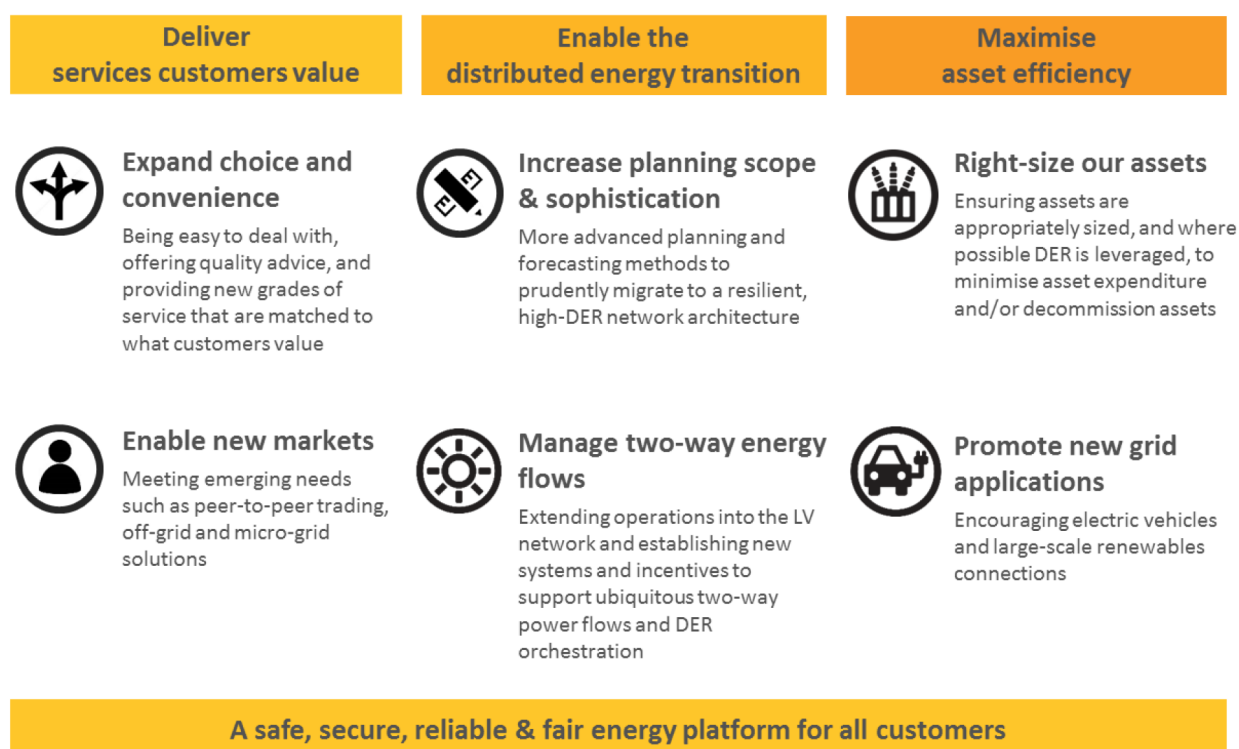 Deliver
services customers value
Enable the
distributed energy transition
Maximise
asset efficiency
Expand choice and
convenience
Being easy to deal with,
offering quality advice, and
providing new grades of
service that are matched to
what customers value
Increase planning scope
& sophistication
More advanced planning and
forecasting methods to
prudently migrate to a resilient,
high-DER network architecture
Right-size our assets
Ensuring assets are
appropriately sized, and where
possible DER is leveraged, to
minimise asset expenditure
and/or decommission assets
Enable new markets
Meeting emerging needs
such as peer-to-peer trading,
off-grid and micro-grid
solutions
Manage two-way energy
flows
Extending operations into the LV
network and establishing new
systems and incentives to
support ubiquitous two-way
power flows and DER
orchestration
Promote new grid
applications
Encouraging electric vehicles
and large-scale renewables
connections
A safe, secure, reliable & fair energy platform for all customers